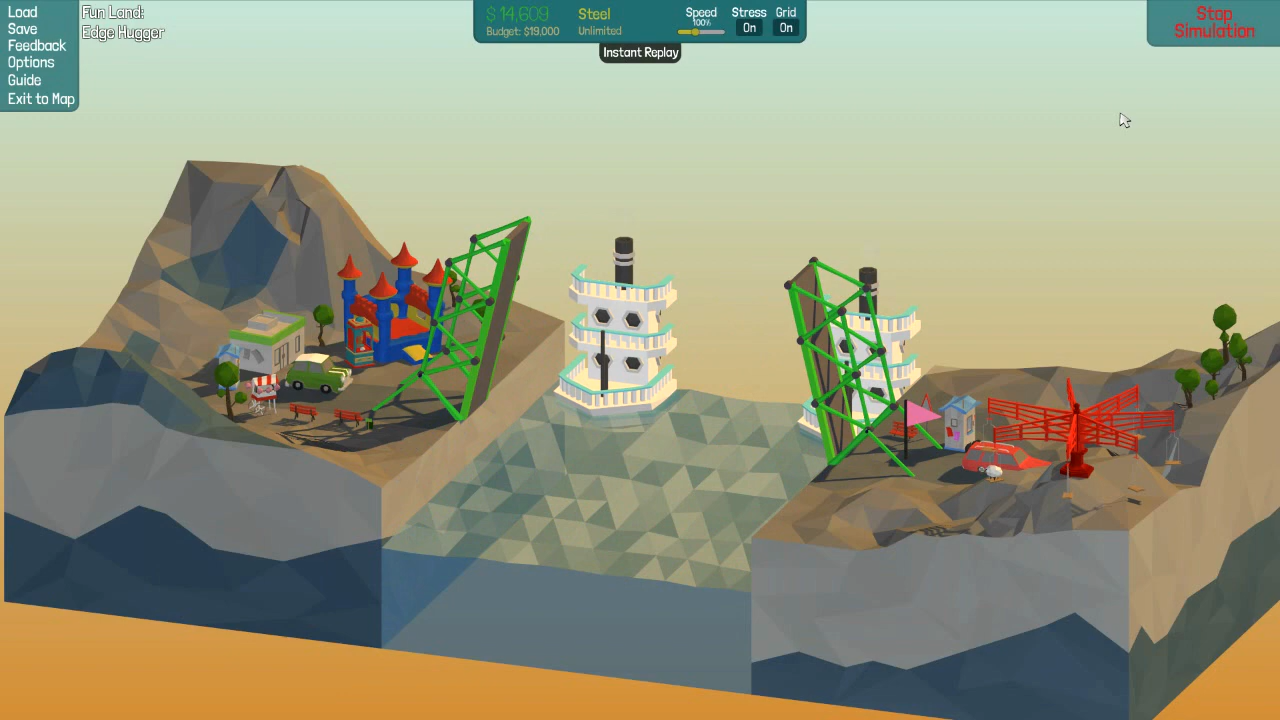 Load
Save
Feedback
Options
Guide
Exit to Map
Fun Land:
Edge Hugger
$ 14,609
Budget: $19,000
Steel
Unlimited
Speed
100%
Stress
On
Grid
On
Instant Replay
Stop
Simulation